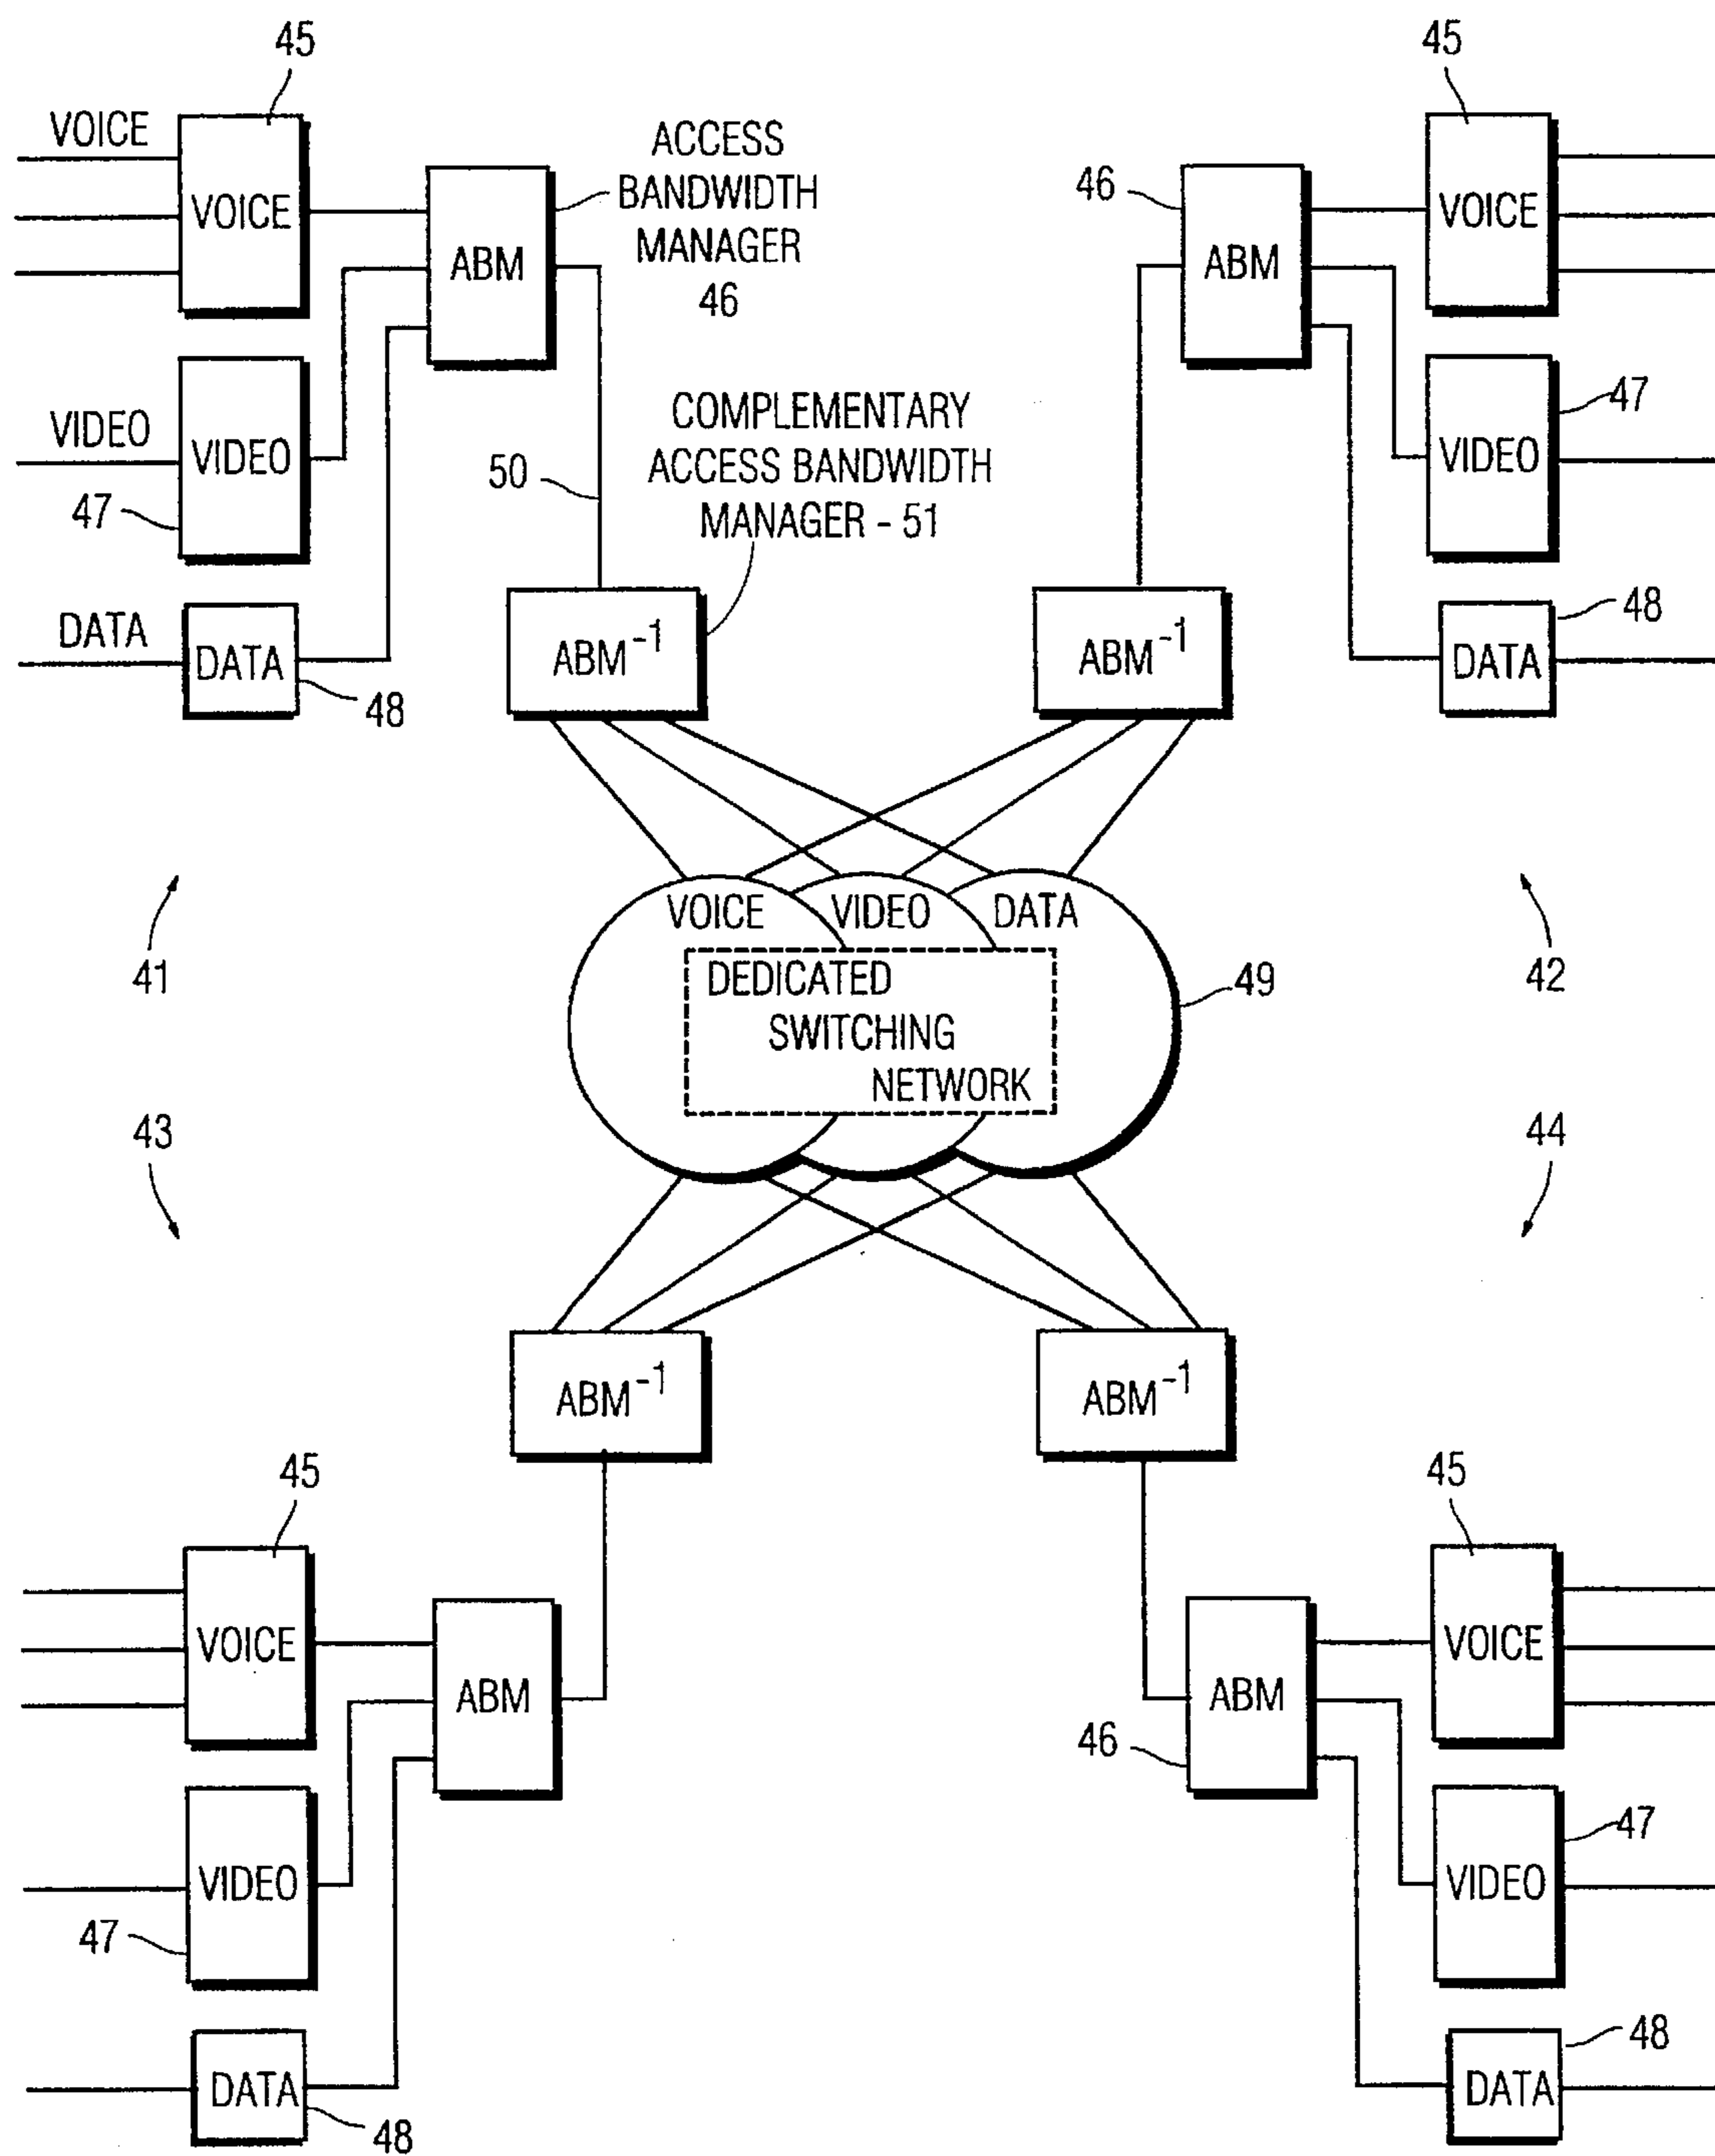 45
45
VOICE
VOICE
ACCESS
BANDWIDTH
MANAGER
46
ABM
46
ABM
VOICE
VIDEO
VIDEO
47
COMPLEMENTARY
ACCESS BANDWIDTH
MANAGER - 51
50
47
VIDEO
DATA
DATA
48
ABM-1
ABM-1
48
DATA
VOICE VIDEO DATA
DEDICATED
SWITCHING
NETWORK
41
42
49
43
44
ABM-1
ABM-1
45
45
VOICE
ABM
ABM
46
VOICE
VIDEO
47
47
VIDEO
DATA
48
48
DATA